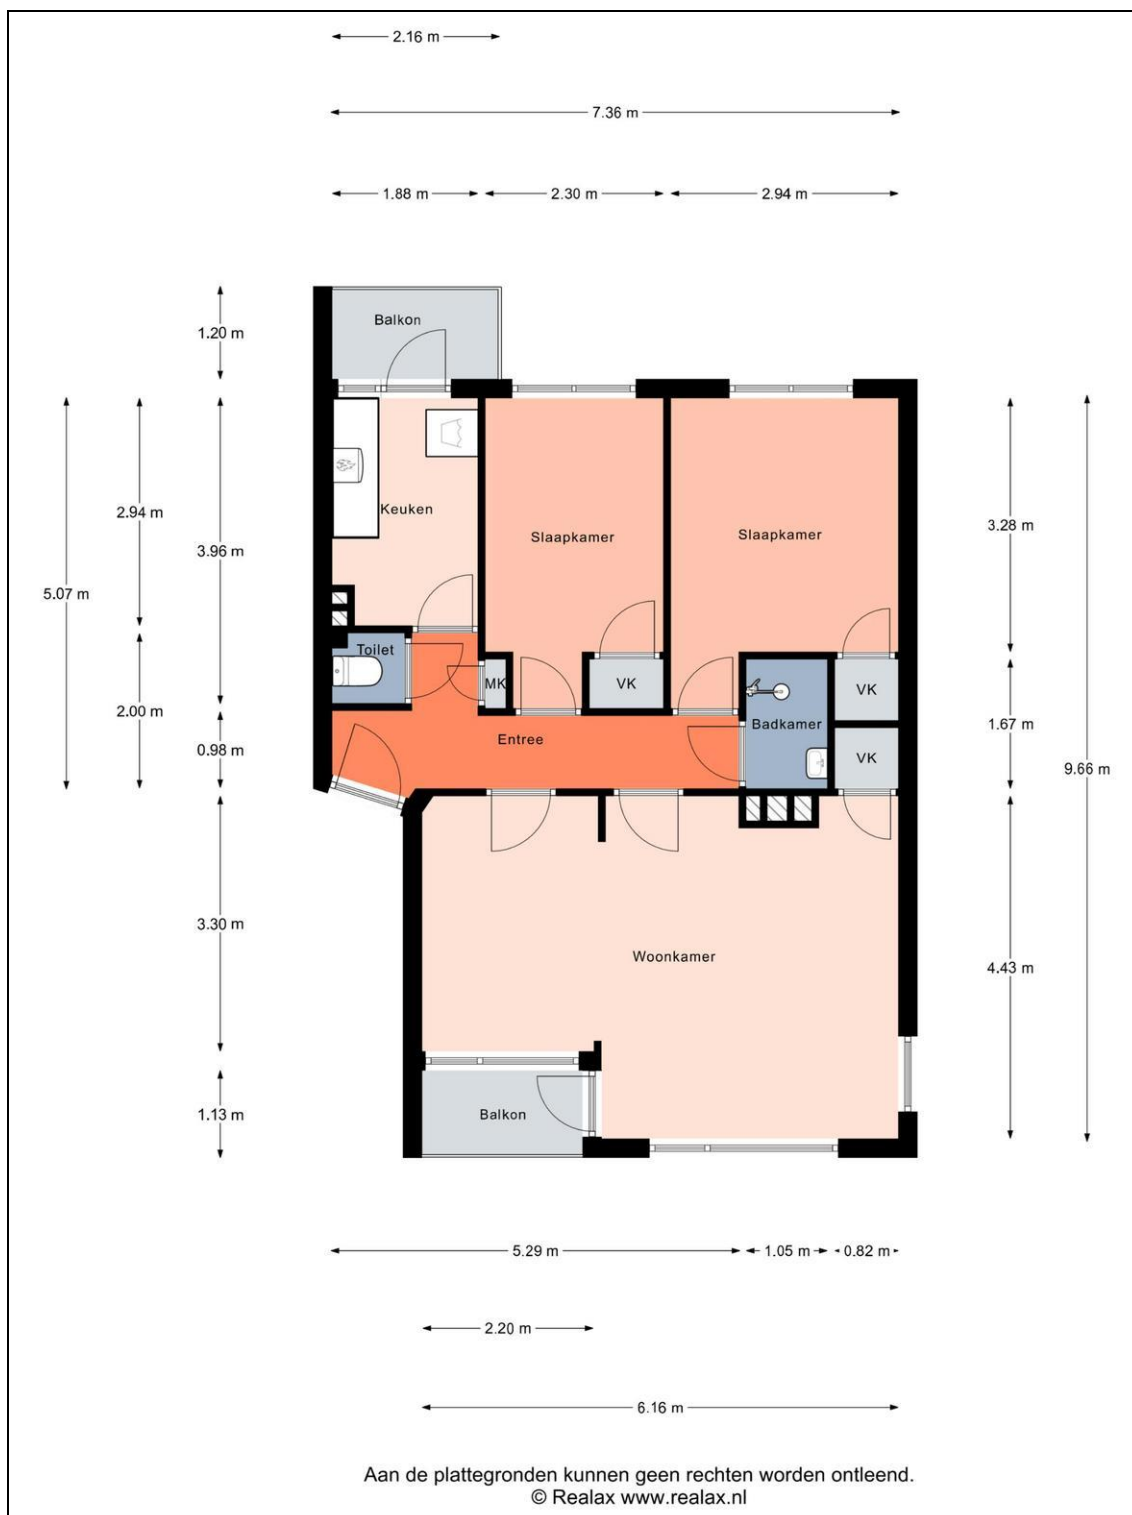 2.16 m
7.36 m
1.88 m 2.30 m 2.94 m
Balkon
1.20 m
Keuken
2.94 m
3.96 m
5.07 m
Slaapkamer
Slaapkamer
3.28 m
Toilet
MK
VK
VK
2.00 m
0.98 m
Entree
Badkamer
1.67 m
VK
9.66 m
3.30 m
Woonkamer
4.43 m
1.13 m
Balkon
5.29 m 1.05 m 0.82 m
2.20 m
6.16 m
Aan de plattegronden kunnen geen rechten worden ontleend.
© Realax www.realax.nl